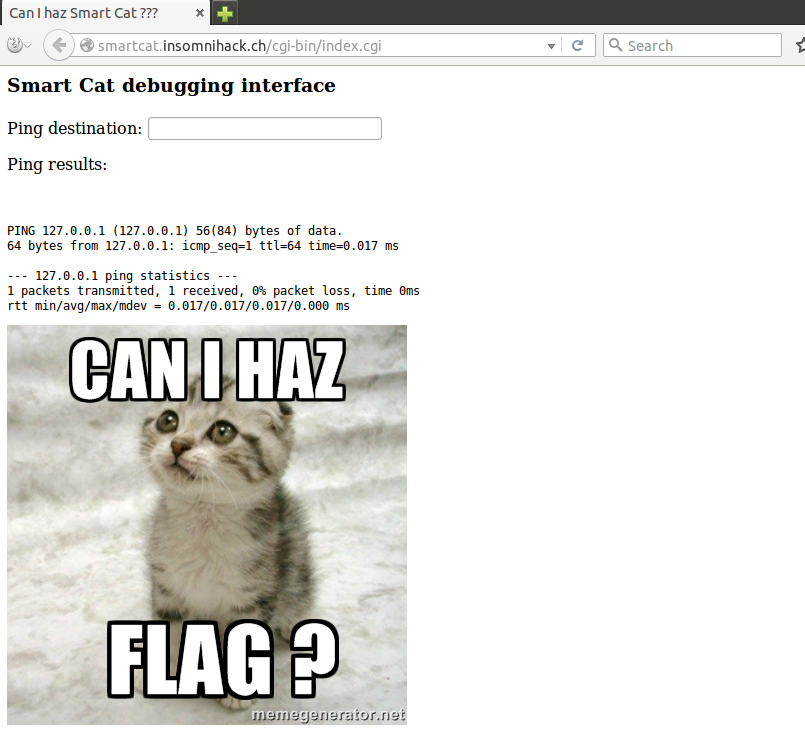 Can I haz Smart Cat ???
smartcat.insomnihack.ch/cgi-bin/index.cgi
Search
Smart Cat debugging interface
Ping destination:
Ping results:
PING 127.0.0.1 (127.0.0.1) 56(84) bytes of data.
64 bytes from 127.0.0.1: icmp_seq=1 ttl=64 time=0.017 ms
--- 127.0.0.1 ping statistics ---
1 packets transmitted, 1 received, 0% packet loss, time 0ms
rtt min/avg/max/mdev = 0.017/0.017/0.017/0.000 ms
CAN I HAZ
FLAG ?
memegenerator.net